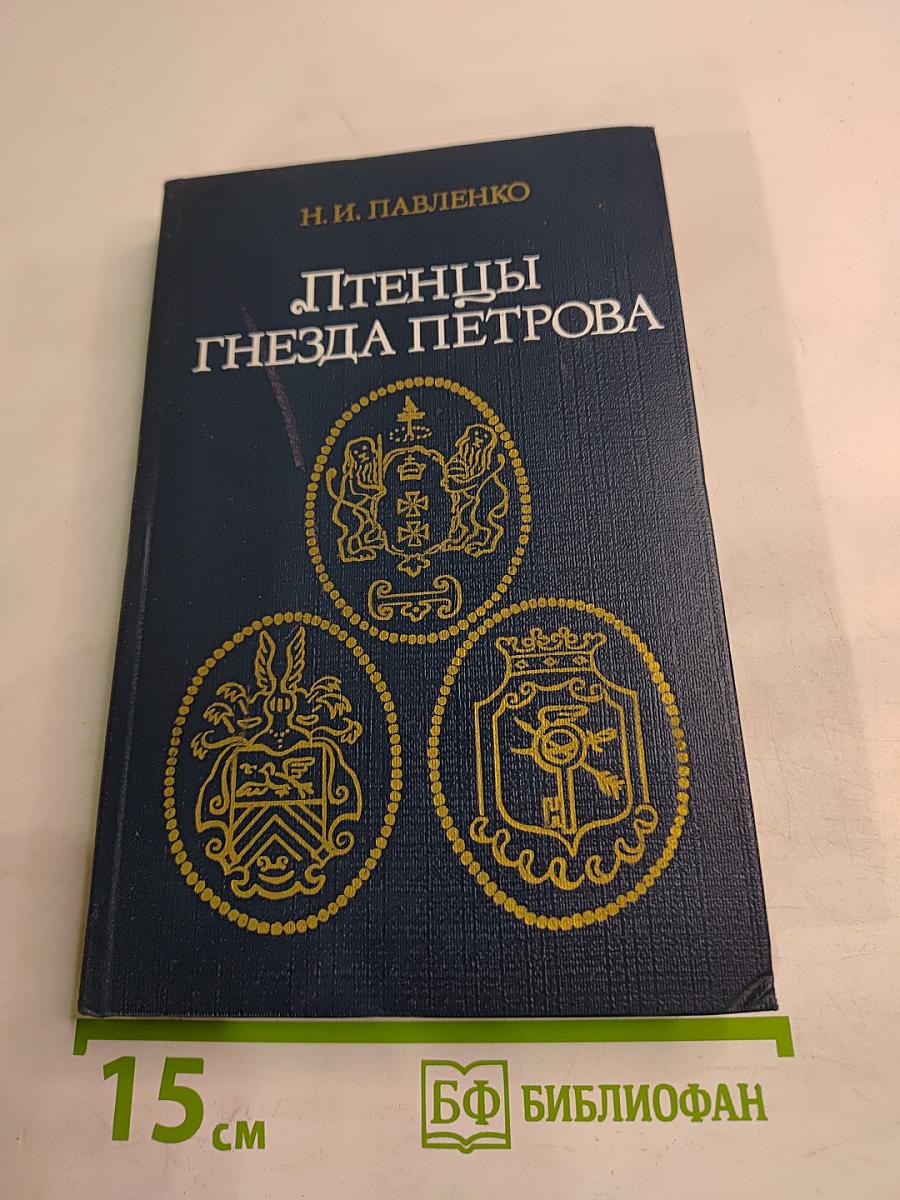 Н. И. ПАВЛЕНКО
ПТЕНЦЫ
ГНЕЗДА ПЕТРОВА
15 см
БФ БИБЛИОФАН